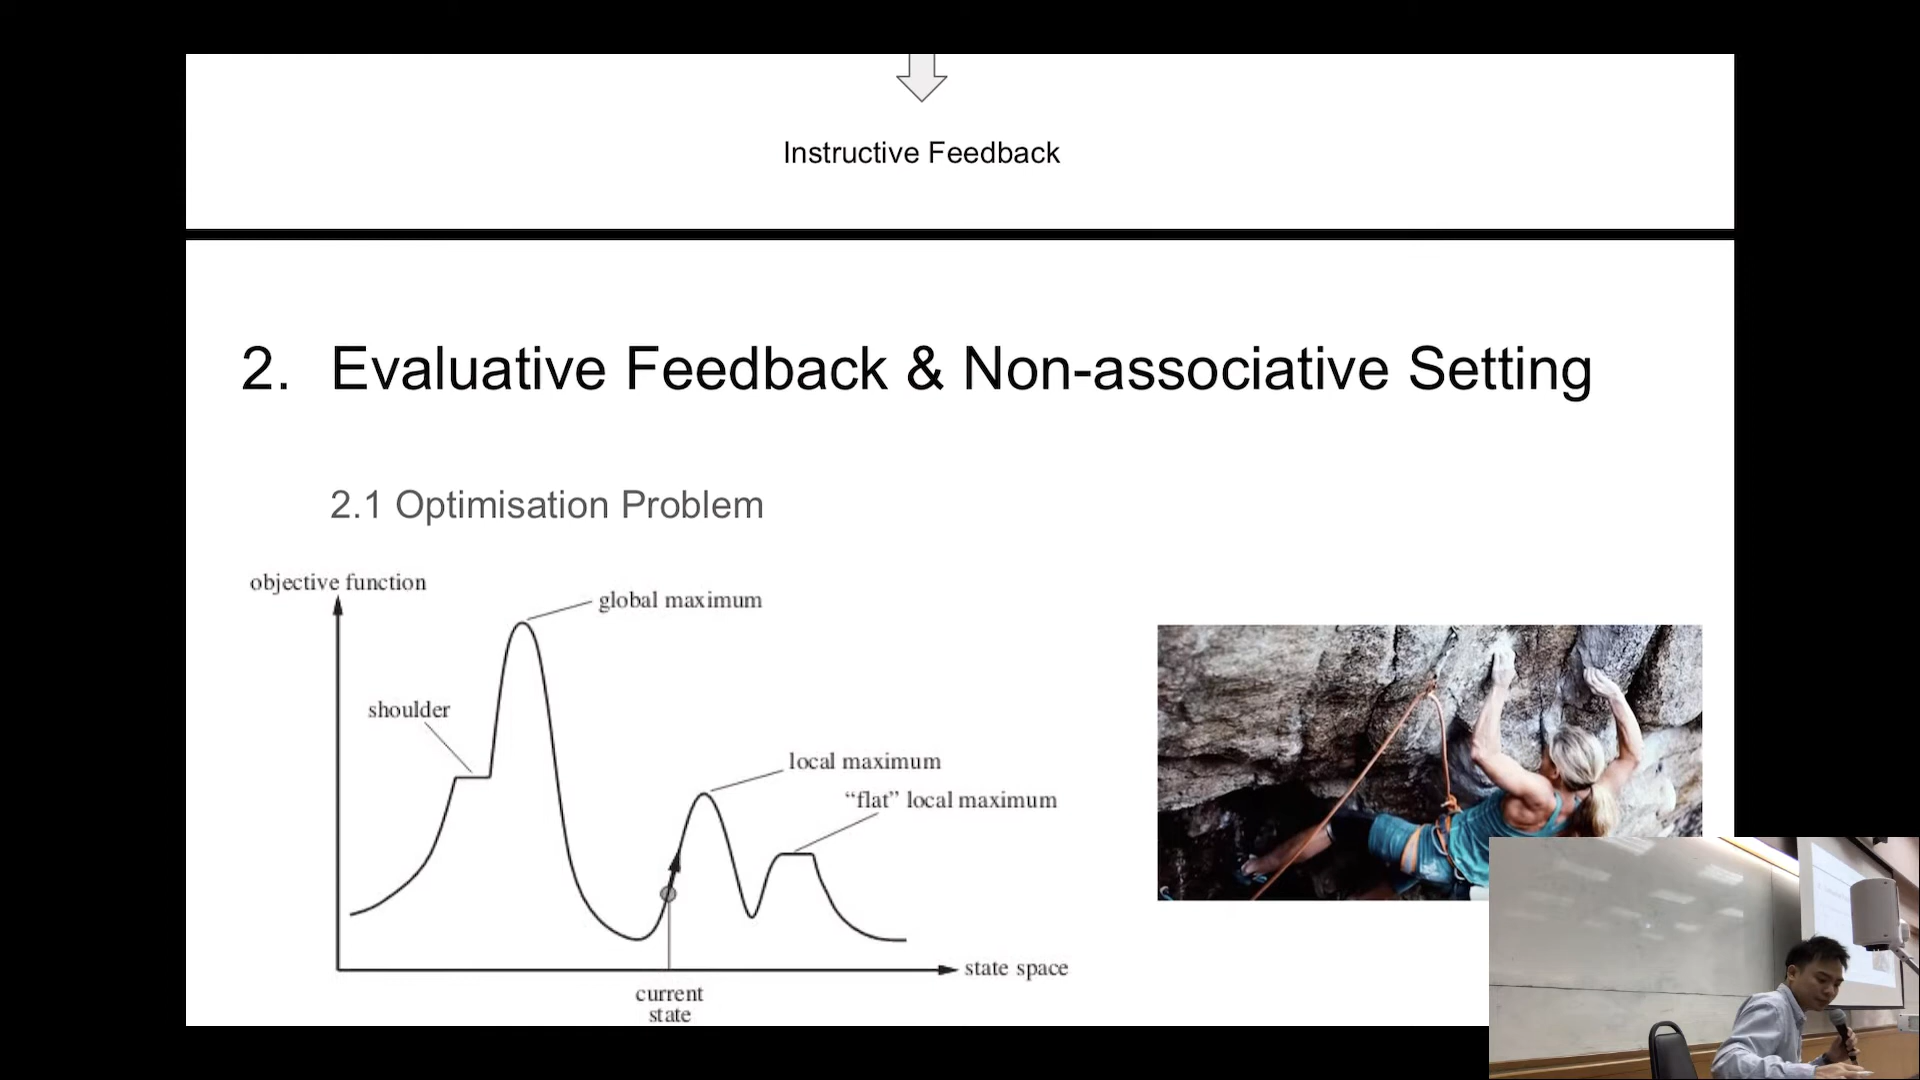 Instructive Feedback
2. Evaluative Feedback & Non-associative Setting
2.1 Optimisation Problem
objective function
global maximum
shoulder
local maximum
“flat” local maximum
state space
current
state